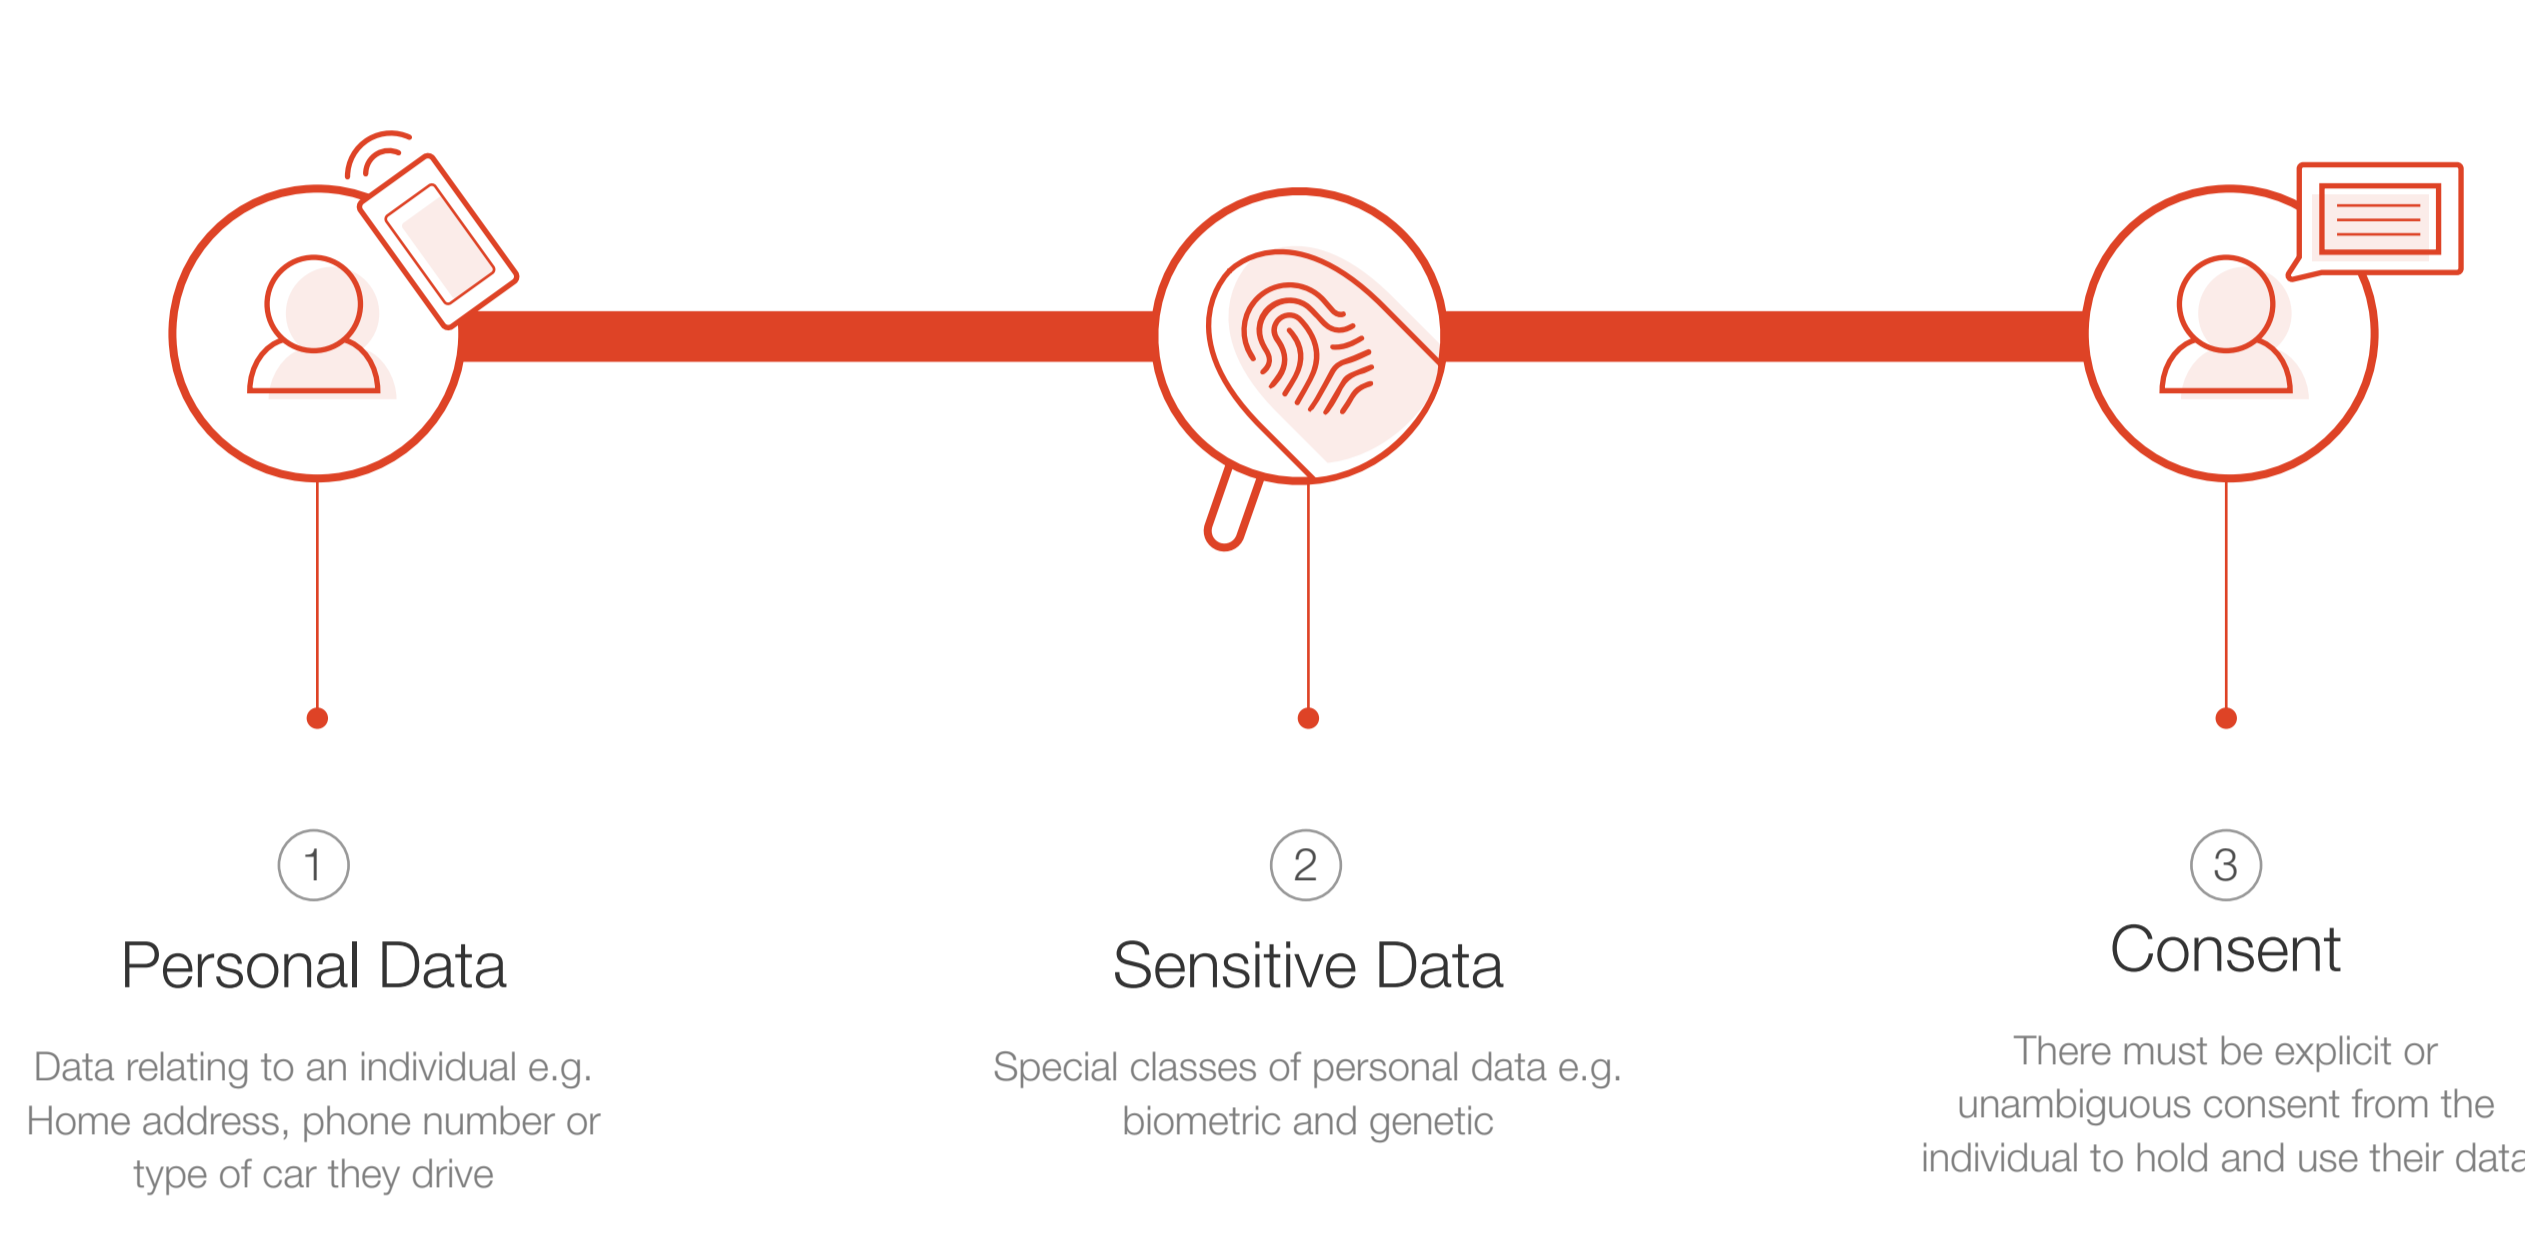 1
Personal Data
Data relating to an individual e.g.
Home address, phone number or
type of car they drive
2
Sensitive Data
Special classes of personal data e.g.
biometric and genetic
3
Consent
There must be explicit or
unambiguous consent from the
individual to hold and use their data